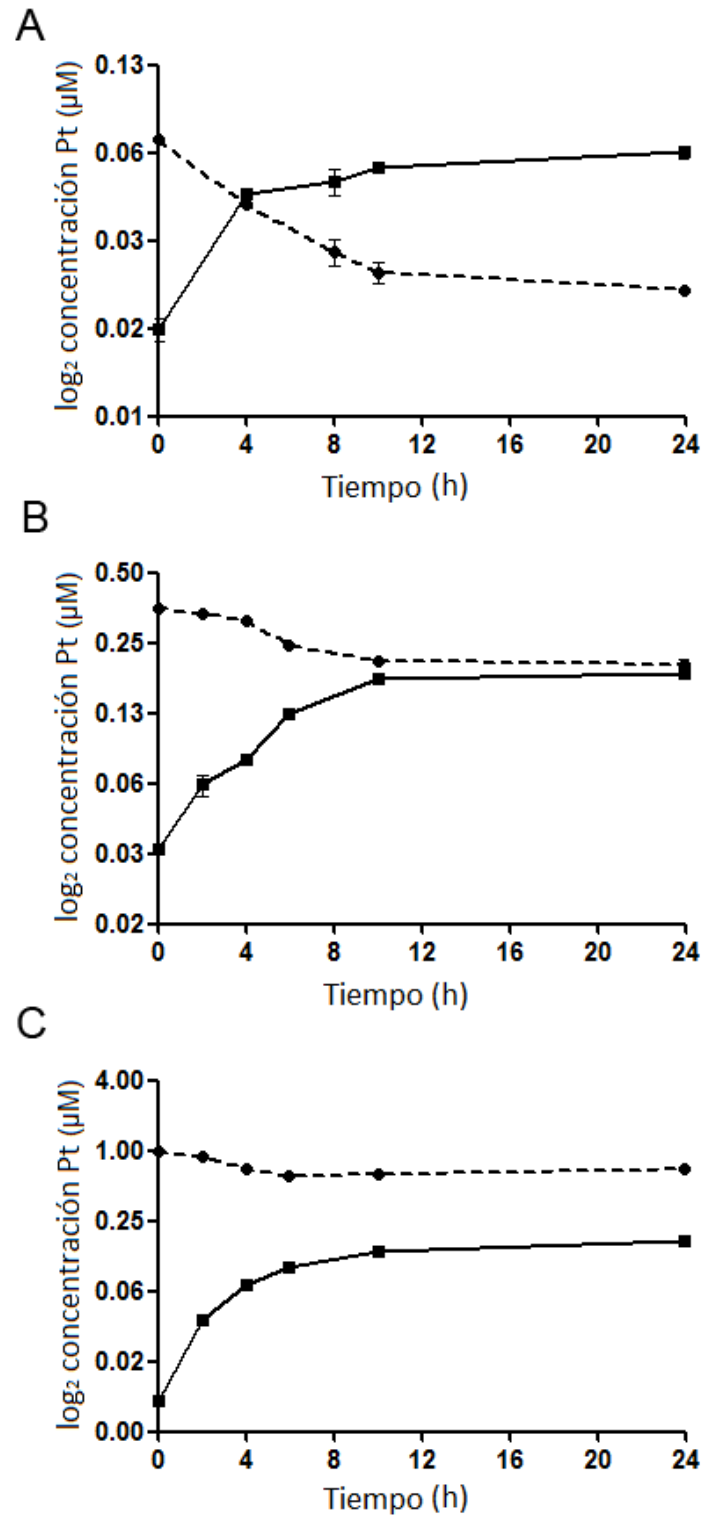 A
log₂ concentración Pt (µM)
0.13
0.06
0.03
0.02
0.01
0 4 8 12 16 20 24
Tiempo (h)
B
log₂ concentración Pt (µM)
0.50
0.25
0.13
0.06
0.03
0.02
0 4 8 12 16 20 24
Tiempo (h)
C
log₂ concentración Pt (µM)
4.00
1.00
0.25
0.06
0.02
0.00
0 4 8 12 16 20 24
Tiempo (h)